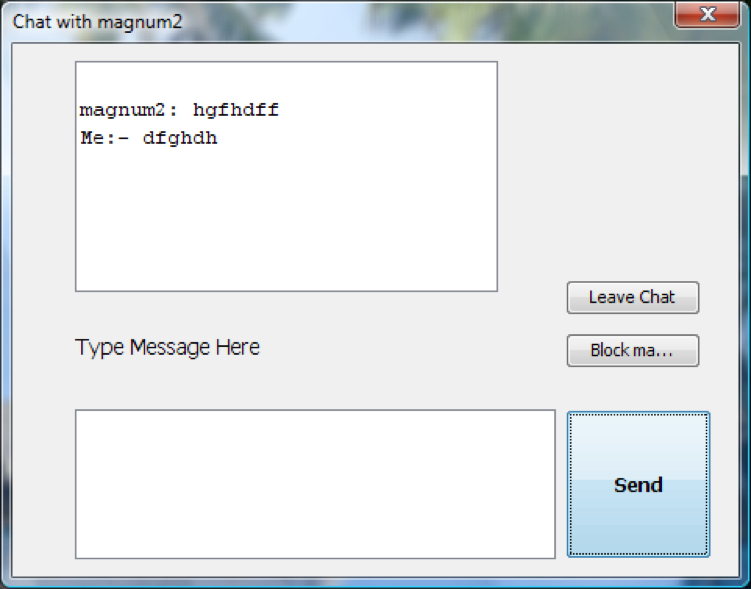 Chat with magnum2
magnum2: hgfhdff
Me:- dfghdh
Leave Chat
Type Message Here
Block ma...
Send